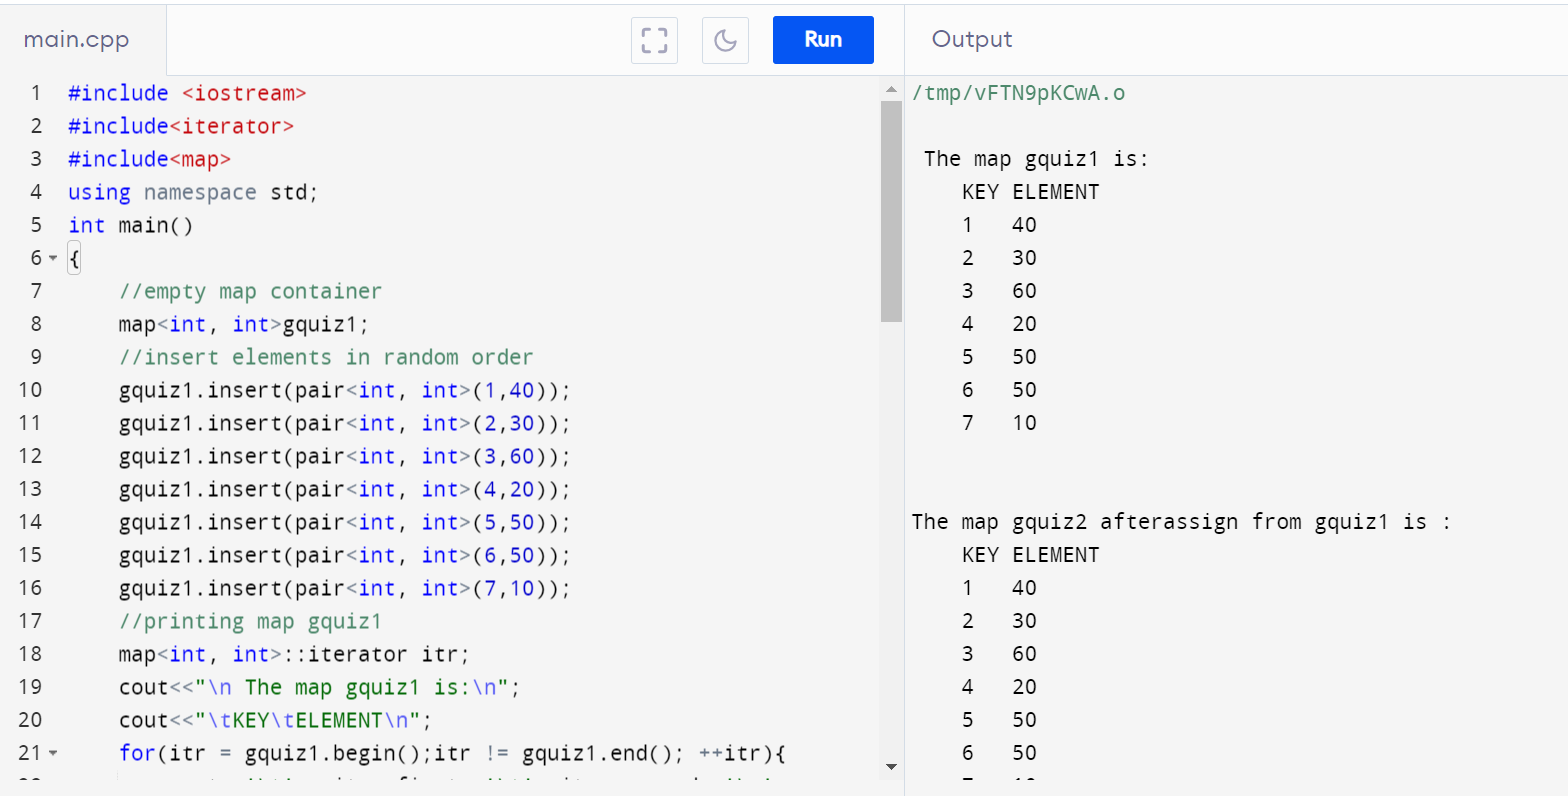 main.cpp
Run
Output
1 #include <iostream>
2 #include<iterator>
3 #include<map>
4 using namespace std;
5 int main()
6 {
7 //empty map container
8 map<int, int>gquiz1;
9 //insert elements in random order
10 gquiz1.insert(pair<int, int>(1,40));
11 gquiz1.insert(pair<int, int>(2,30));
12 gquiz1.insert(pair<int, int>(3,60));
13 gquiz1.insert(pair<int, int>(4,20));
14 gquiz1.insert(pair<int, int>(5,50));
15 gquiz1.insert(pair<int, int>(6,50));
16 gquiz1.insert(pair<int, int>(7,10));
17 //printing map gquiz1
18 map<int, int>::iterator itr;
19 cout<<"\n The map gquiz1 is:\n";
20 cout<<"\tKEY\tELEMENT\n";
21 for(itr = gquiz1.begin();itr != gquiz1.end(); ++itr){
/tmp/vFTN9pKCwA.o
The map gquiz1 is:
KEY ELEMENT
1 40
2 30
3 60
4 20
5 50
6 50
7 10
The map gquiz2 afterassign from gquiz1 is :
KEY ELEMENT
1 40
2 30
3 60
4 20
5 50
6 50